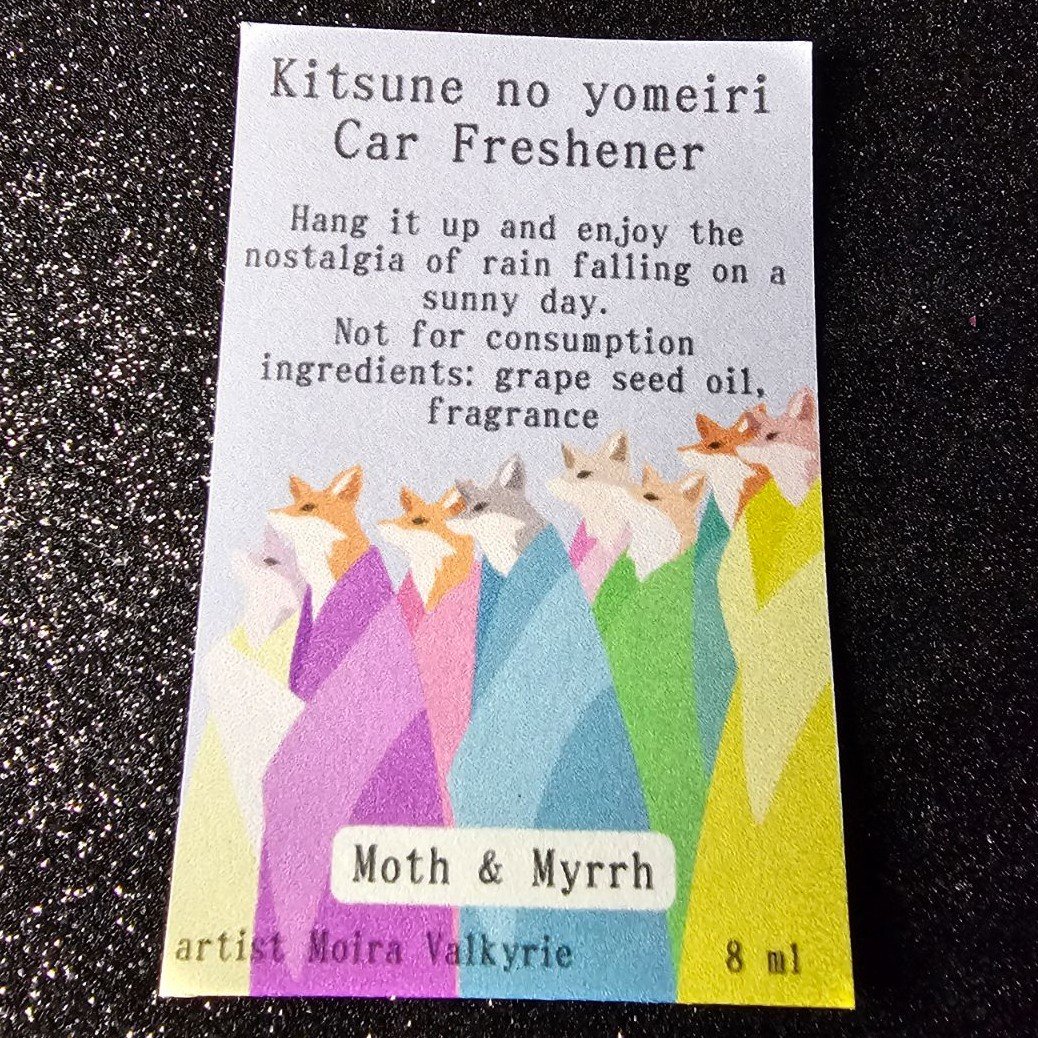 Kitsune no yomeiri
Car Freshener
Hang it up and enjoy the
nostalgia of rain falling on a
sunny day.
Not for consumption
ingredients: grape seed oil,
fragrance
Moth & Myrrh
artist Moira Valkyrie
8 ml